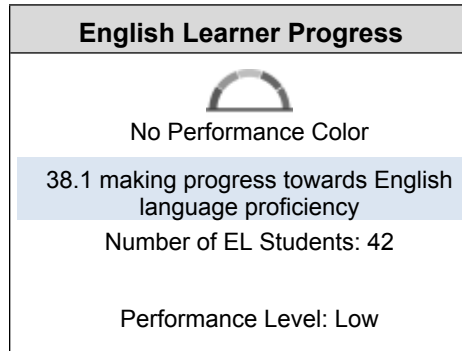 English Learner Progress
No Performance Color
38.1 making progress towards English
language proficiency
Number of EL Students: 42
Performance Level: Low